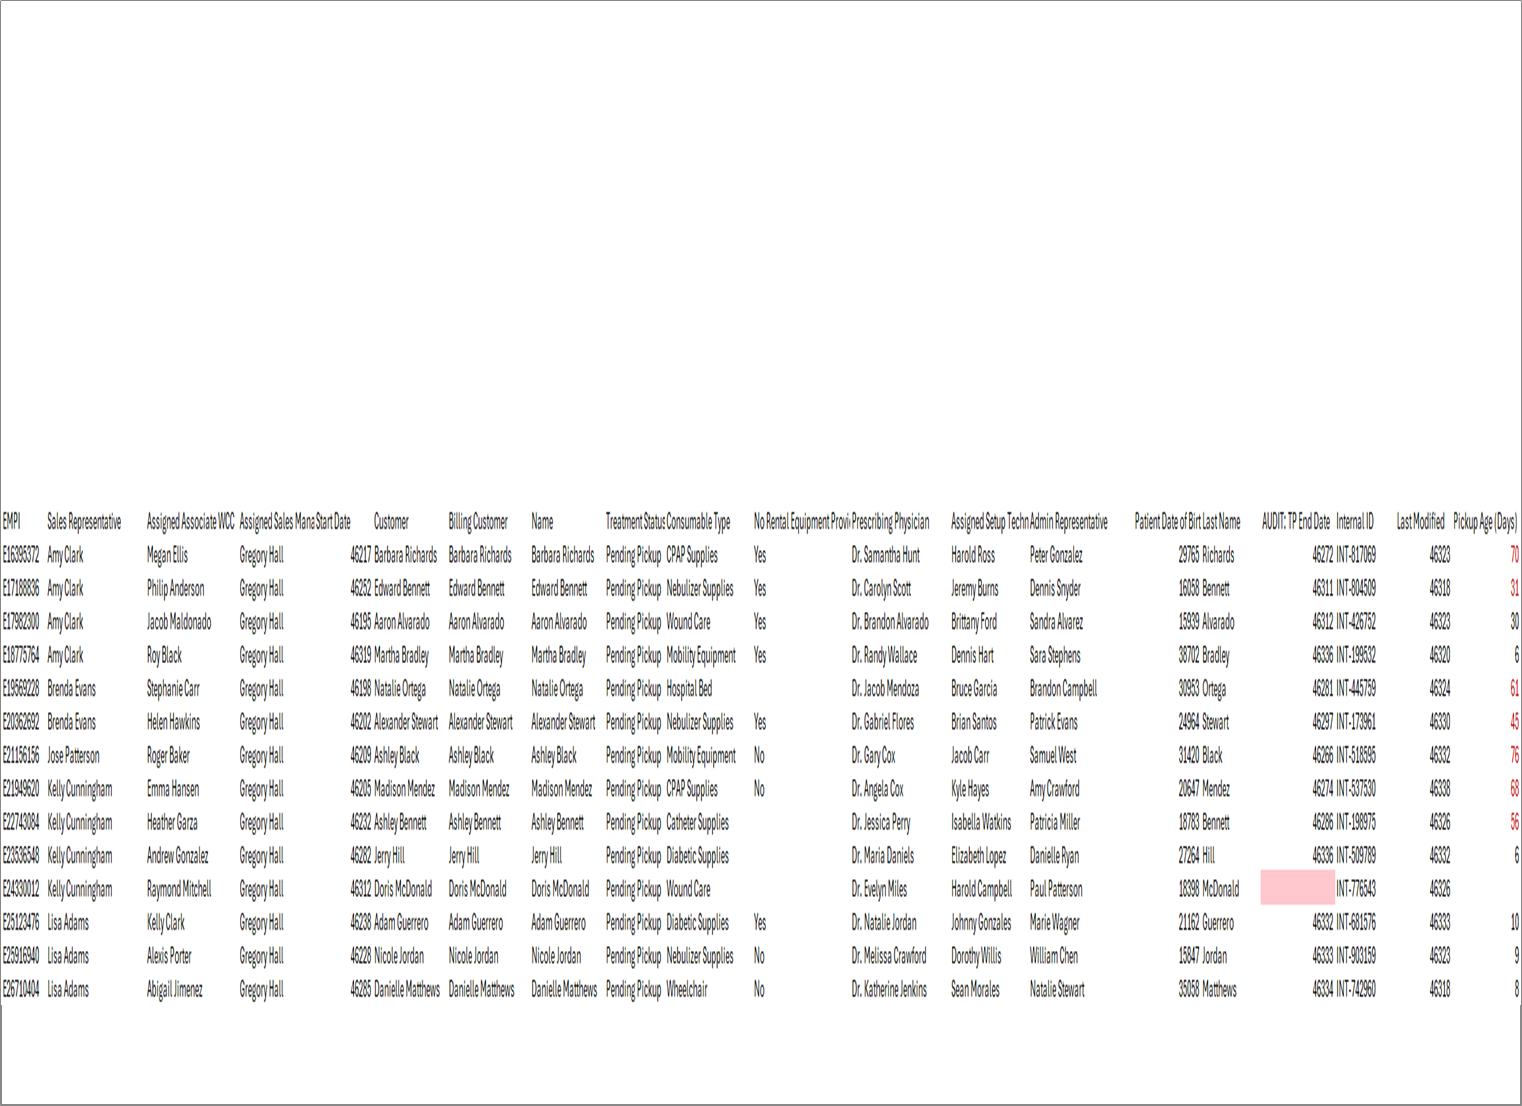 EMPI Sales Representative Assigned Associate WCC Assigned Sales Mana Start Date Customer Billing Customer Name Treatment Status Consumable Type No Rental Equipment Provi Prescribing Physician Assigned Setup Techn Admin Representative Patient Date of Birt Last Name AUDIT: TP End Date Internal ID Last Modified Pickup Age (Days)
E16395372 Amy Clark Megan Ellis Gregory Hall 46217 Barbara Richards Barbara Richards Barbara Richards Pending Pickup CPAP Supplies Yes Dr. Samantha Hunt Harold Ross Peter Gonzalez 29765 Richards 46272 INT-817069 46323 70
E17188836 Amy Clark Philip Anderson Gregory Hall 46252 Edward Bennett Edward Bennett Edward Bennett Pending Pickup Nebulizer Supplies Yes Dr. Carolyn Scott Jeremy Burns Dennis Snyder 16058 Bennett 46311 INT-804509 46318 31
E17982300 Amy Clark Jacob Maldonado Gregory Hall 46195 Aaron Alvarado Aaron Alvarado Aaron Alvarado Pending Pickup Wound Care Yes Dr. Brandon Alvarado Brittany Ford Sandra Alvarez 15939 Alvarado 46312 INT-426752 46323 30
E18775764 Amy Clark Roy Black Gregory Hall 46319 Martha Bradley Martha Bradley Martha Bradley Pending Pickup Mobility Equipment Yes Dr. Randy Wallace Dennis Hart Sara Stephens 38702 Bradley 46336 INT-199532 46320 6
E19569228 Brenda Evans Stephanie Carr Gregory Hall 46198 Natalie Ortega Natalie Ortega Natalie Ortega Pending Pickup Hospital Bed Dr. Jacob Mendoza Bruce Garcia Brandon Campbell 30953 Ortega 46281 INT-445759 46324 61
E20362692 Brenda Evans Helen Hawkins Gregory Hall 46202 Alexander Stewart Alexander Stewart Alexander Stewart Pending Pickup Nebulizer Supplies Yes Dr. Gabriel Flores Brian Santos Patrick Evans 24964 Stewart 46297 INT-173961 46330 45
E21156156 Jose Patterson Roger Baker Gregory Hall 46209 Ashley Black Ashley Black Ashley Black Pending Pickup Mobility Equipment No Dr. Gary Cox Jacob Carr Samuel West 31420 Black 46266 INT-518595 46332 76
E21949620 Kelly Cunningham Emma Hansen Gregory Hall 46205 Madison Mendez Madison Mendez Madison Mendez Pending Pickup CPAP Supplies No Dr. Angela Cox Kyle Hayes Amy Crawford 20647 Mendez 46274 INT-537530 46338 68
E22743084 Kelly Cunningham Heather Garza Gregory Hall 46232 Ashley Bennett Ashley Bennett Ashley Bennett Pending Pickup Catheter Supplies Dr. Jessica Perry Isabella Watkins Patricia Miller 18783 Bennett 46286 INT-198975 46326 56
E23536548 Kelly Cunningham Andrew Gonzalez Gregory Hall 46282 Jerry Hill Jerry Hill Jerry Hill Pending Pickup Diabetic Supplies Dr. Maria Daniels Elizabeth Lopez Danielle Ryan 27264 Hill 46336 INT-509789 46332 6
E24330012 Kelly Cunningham Raymond Mitchell Gregory Hall 46312 Doris McDonald Doris McDonald Doris McDonald Pending Pickup Wound Care Dr. Evelyn Miles Harold Campbell Paul Patterson 18398 McDonald INT-776543 46326
E25123476 Lisa Adams Kelly Clark Gregory Hall 46238 Adam Guerrero Adam Guerrero Adam Guerrero Pending Pickup Diabetic Supplies Yes Dr. Natalie Jordan Johnny Gonzales Marie Wagner 21162 Guerrero 46332 INT-681576 46333 10
E25916940 Lisa Adams Alexis Porter Gregory Hall 46228 Nicole Jordan Nicole Jordan Nicole Jordan Pending Pickup Nebulizer Supplies No Dr. Melissa Crawford Dorothy Willis William Chen 15847 Jordan 46333 INT-903159 46323 9
E26710404 Lisa Adams Abigail Jimenez Gregory Hall 46285 Danielle Matthews Danielle Matthews Danielle Matthews Pending Pickup Wheelchair No Dr. Katherine Jenkins Sean Morales Natalie Stewart 35058 Matthews 46334 INT-742960 46318 8